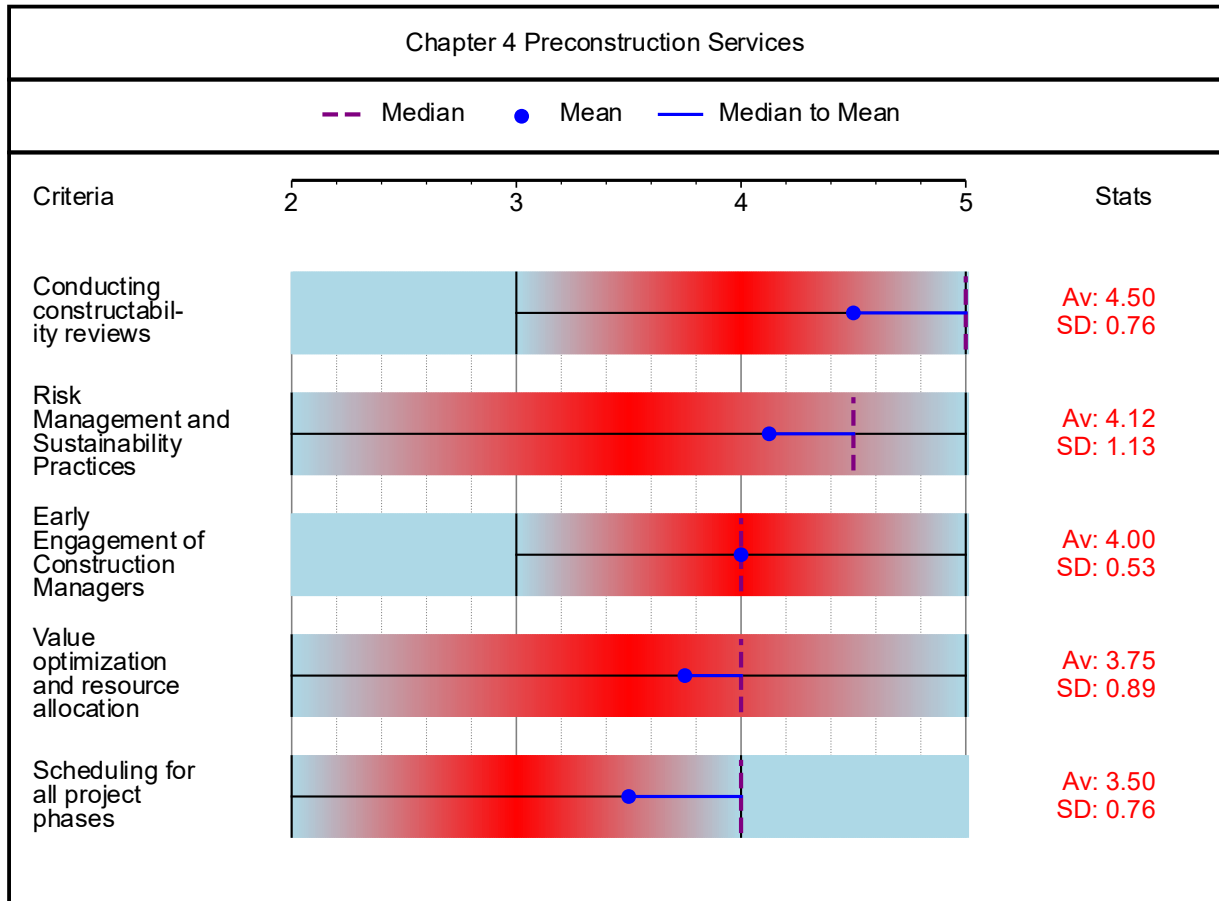 Chapter 4 Preconstruction Services
Median Mean Median to Mean
Criteria 2 3 4 5 Stats
Conducting
constructabil-
ity reviews
Av: 4.50
SD: 0.76
Risk
Management and
Sustainability
Practices
Av: 4.12
SD: 1.13
Early
Engagement of
Construction
Managers
Av: 4.00
SD: 0.53
Value
optimization
and resource
allocation
Av: 3.75
SD: 0.89
Scheduling for
all project
phases
Av: 3.50
SD: 0.76